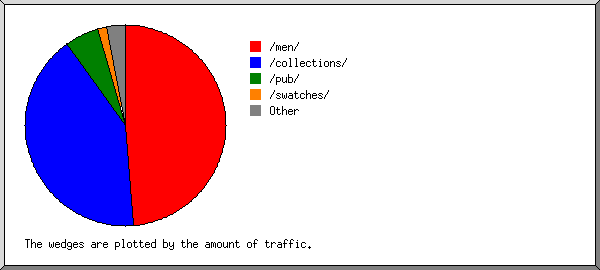 /men/
/collections/
/pub/
/swatches/
Other
The wedges are plotted by the amount of traffic.